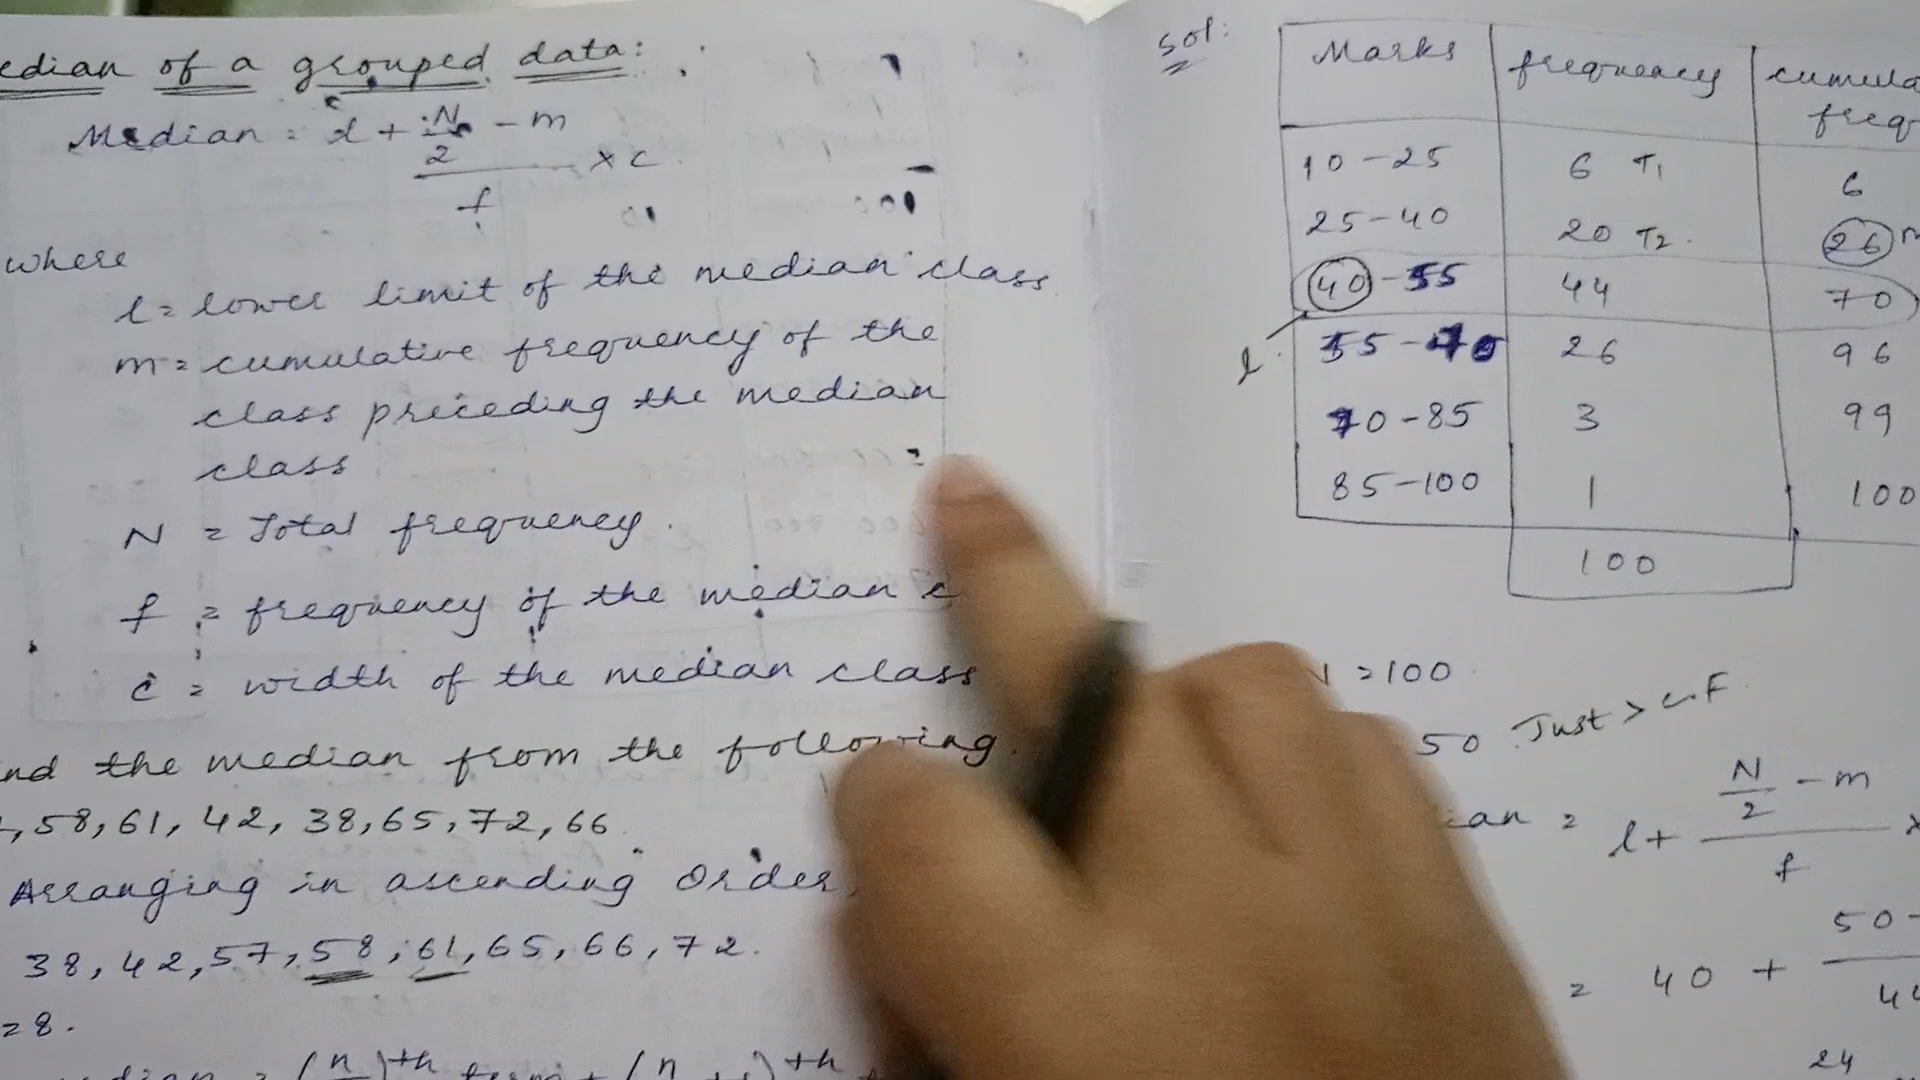 edian of a grouped data:
Median = l + N/2 - m / f × c
where
l = lower limit of the median class
m = cumulative frequency of the
class preceding the median
class
N = Total frequency.
f = frequency of the median c
c = width of the median class
nd the median from the following.
,58,61,42,38,65,72,66
Arranging in ascending order,
38,42,57,58,61,65,66,72.
=8.
(n
)th
(n
)th
Sol:
Marks frequency cumula
freq
10-25 6 T1 6
25-40 20 T2. 26 m
40-55 44 70
l
55-70 26 96
70-85 3 99
85-100 1 100
100
N = 100
50 Just > c.F
ian = l + N/2 - m / f ×
= 40 + 50- / 44
24